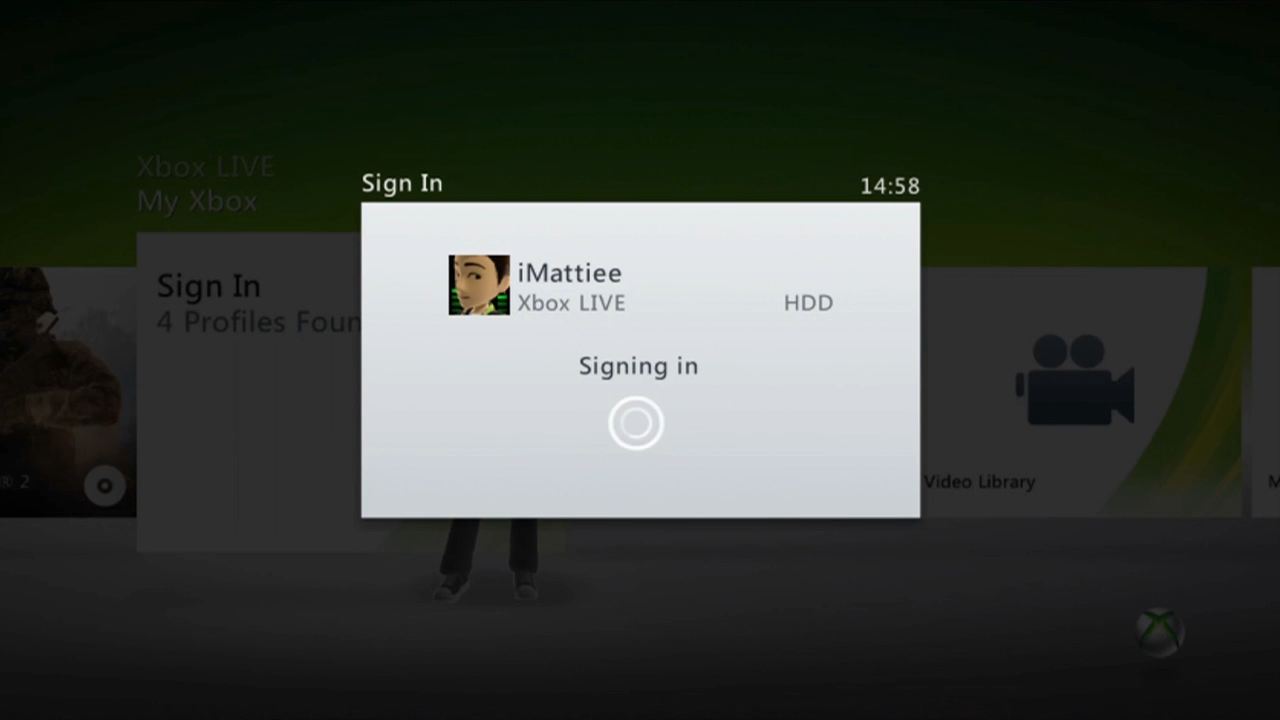 Xbox LIVE
My Xbox
Sign In
14:58
Sign In
4 Profiles Foun
iMattiee
Xbox LIVE
HDD
Signing in
® 2
Video Library
M